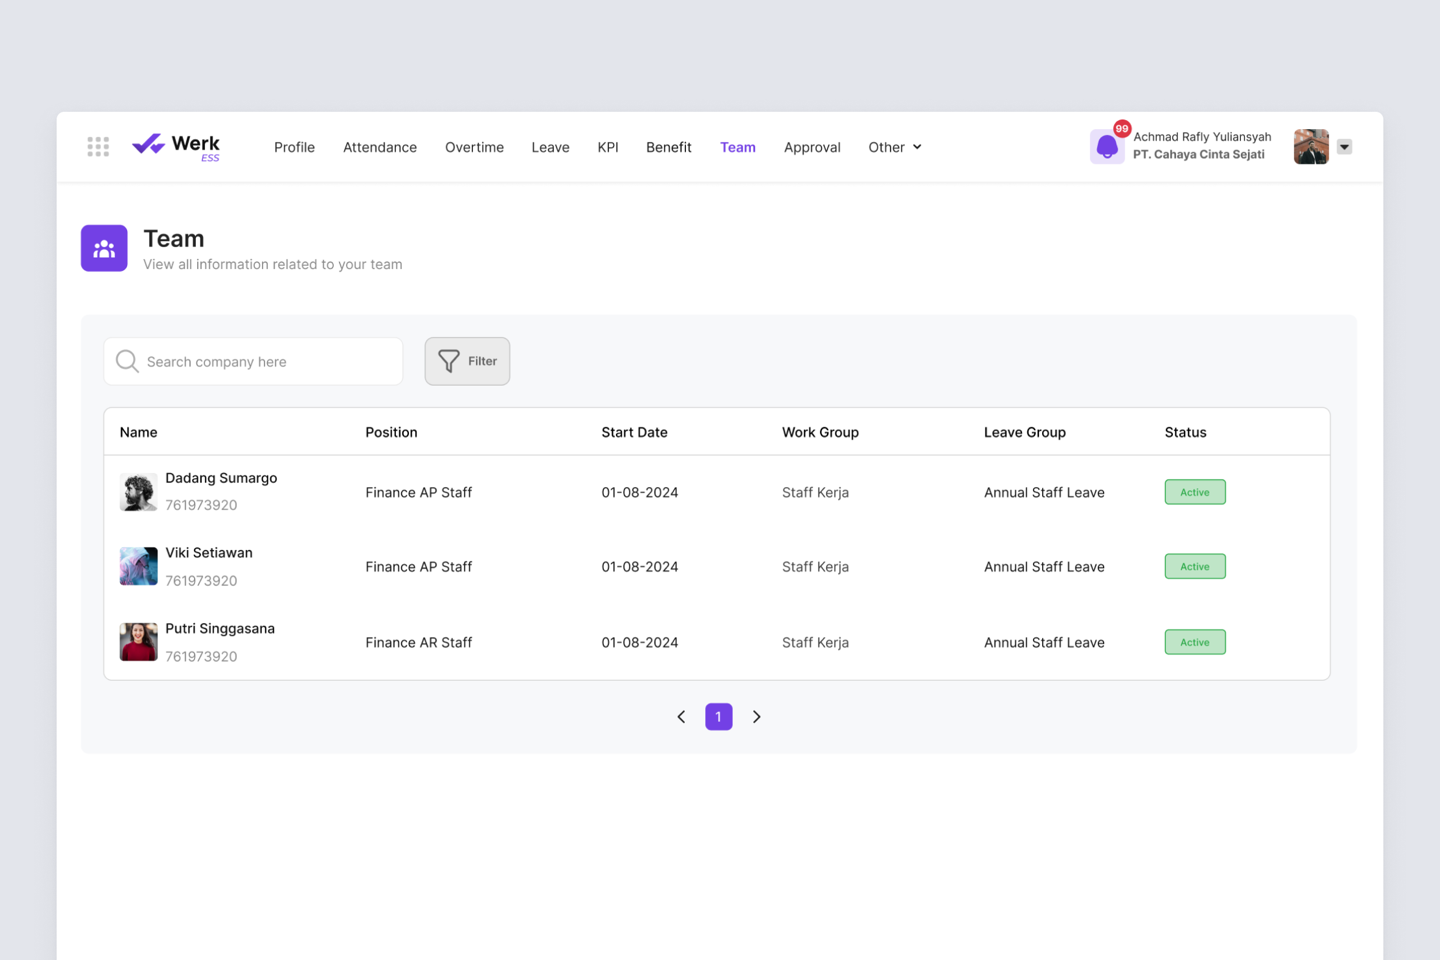 Werk
ESS
Profile Attendance Overtime Leave KPI Benefit Team Approval Other
99
Achmad Rafly Yuliansyah
PT. Cahaya Cinta Sejati
Team
View all information related to your team
Search company here
Filter
Name Position Start Date Work Group Leave Group Status
Dadang Sumargo
761973920
Finance AP Staff 01-08-2024 Staff Kerja Annual Staff Leave Active
Viki Setiawan
761973920
Finance AP Staff 01-08-2024 Staff Kerja Annual Staff Leave Active
Putri Singgasana
761973920
Finance AR Staff 01-08-2024 Staff Kerja Annual Staff Leave Active
1